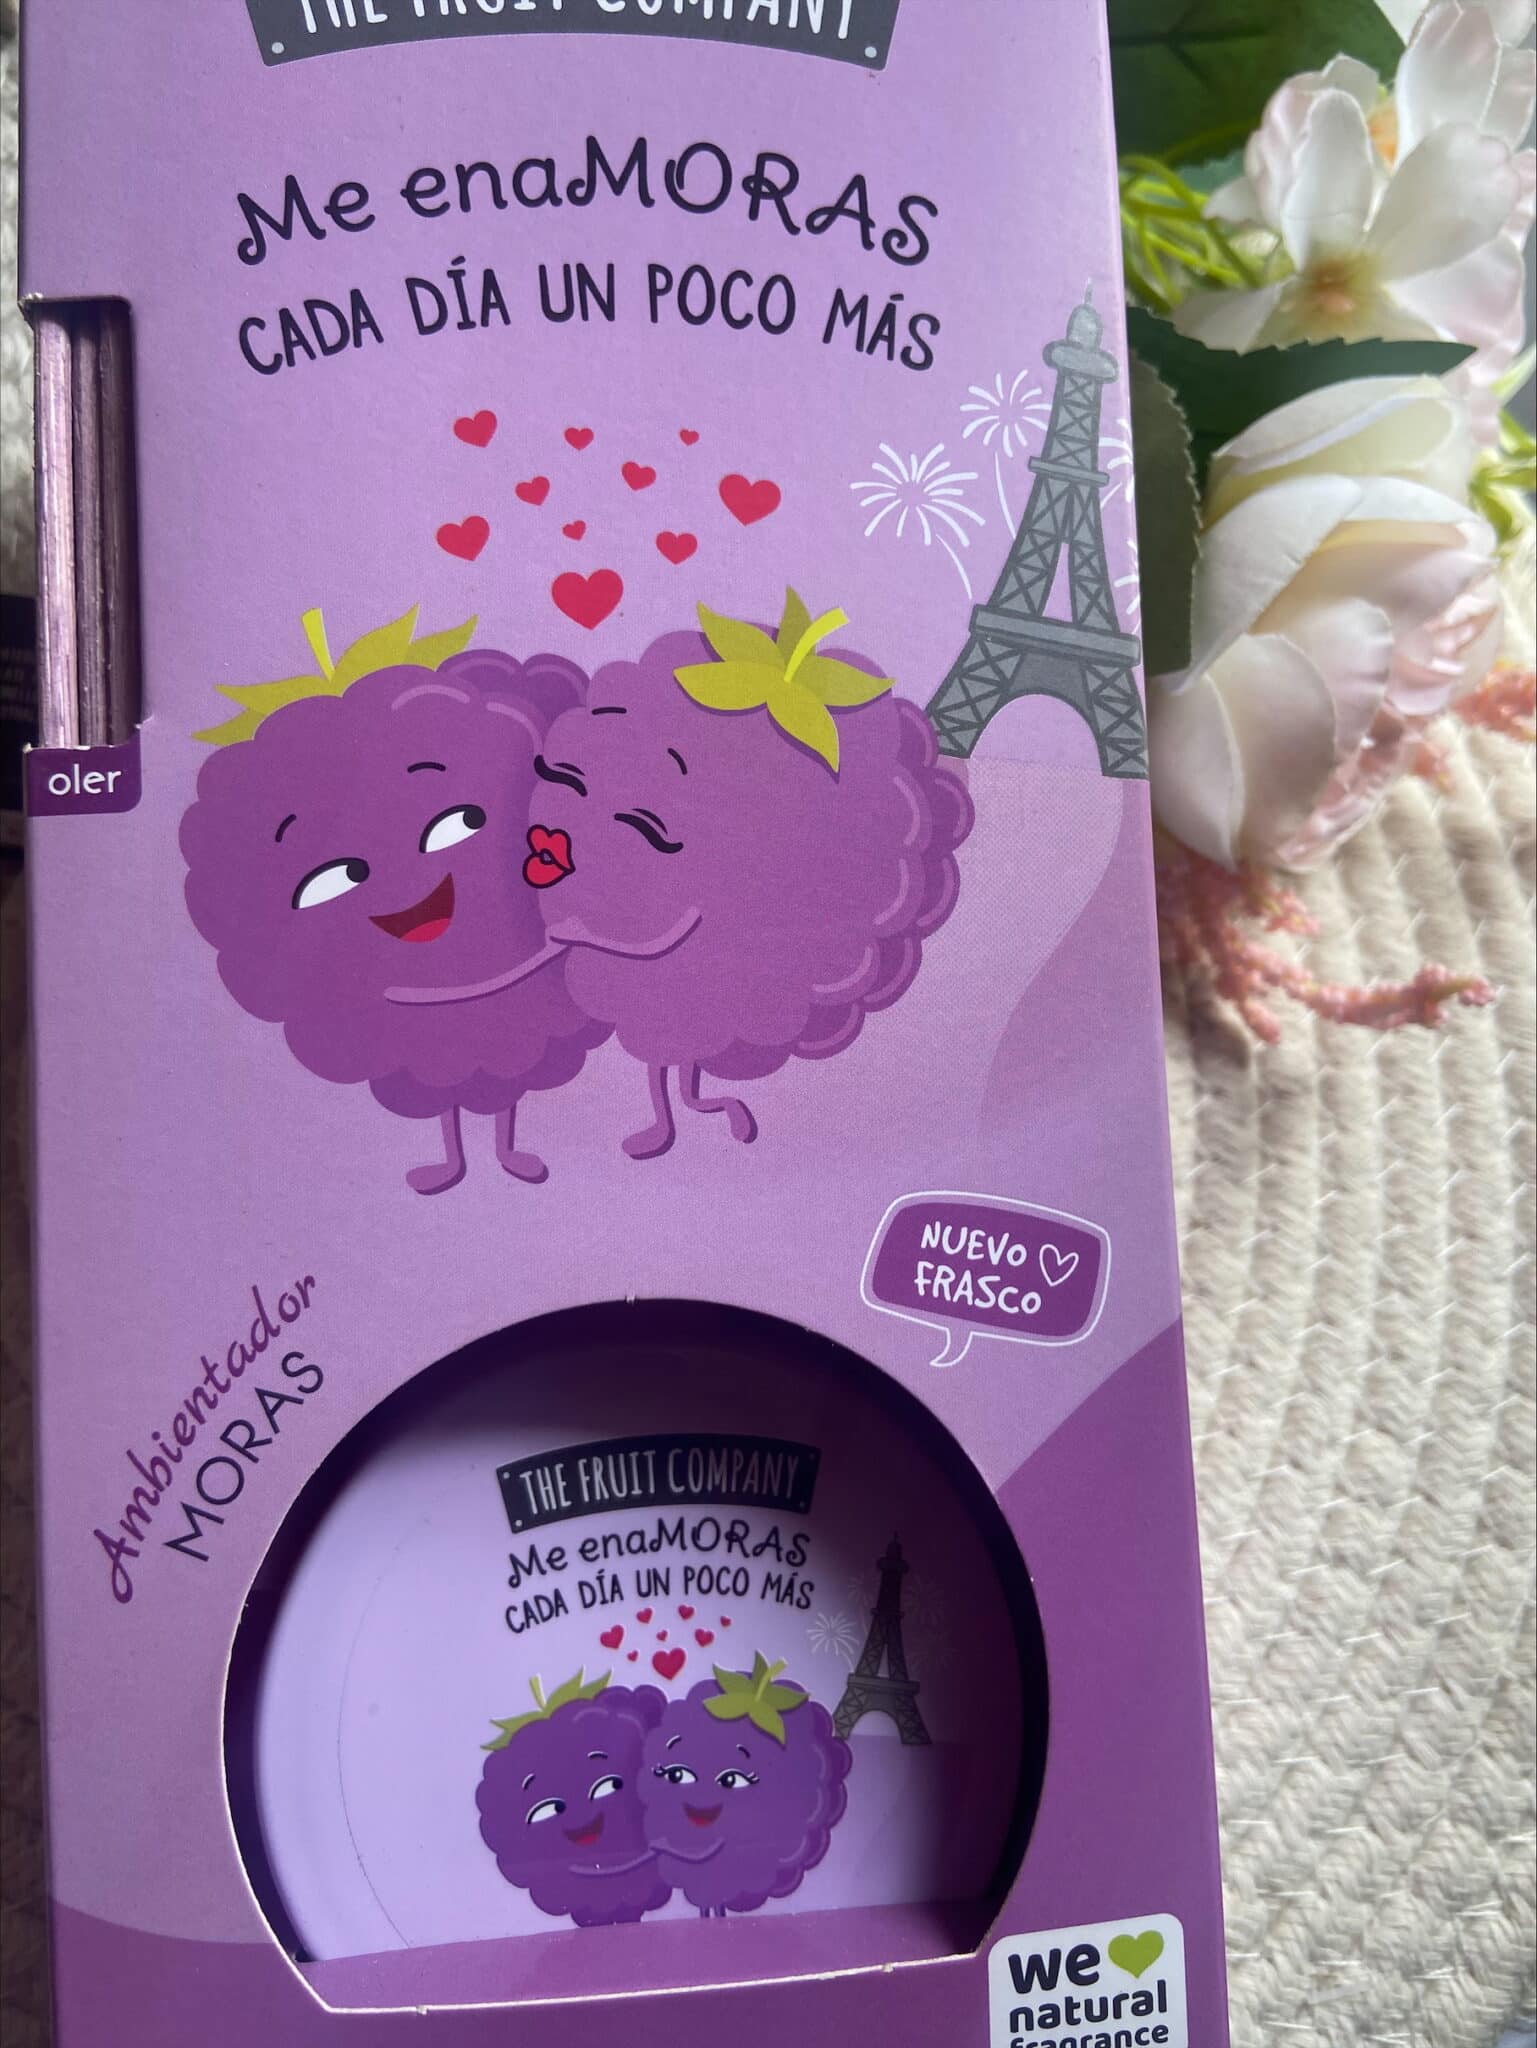 THE FRUIT COMPANY
Me enaMORAS
CADA DÍA UN POCO MÁS
oler
NUEVO
FRASCO
Ambientador
MORAS
THE FRUIT COMPANY
Me enaMORAS
CADA DÍA UN POCO MÁS
we
natural
fragrance